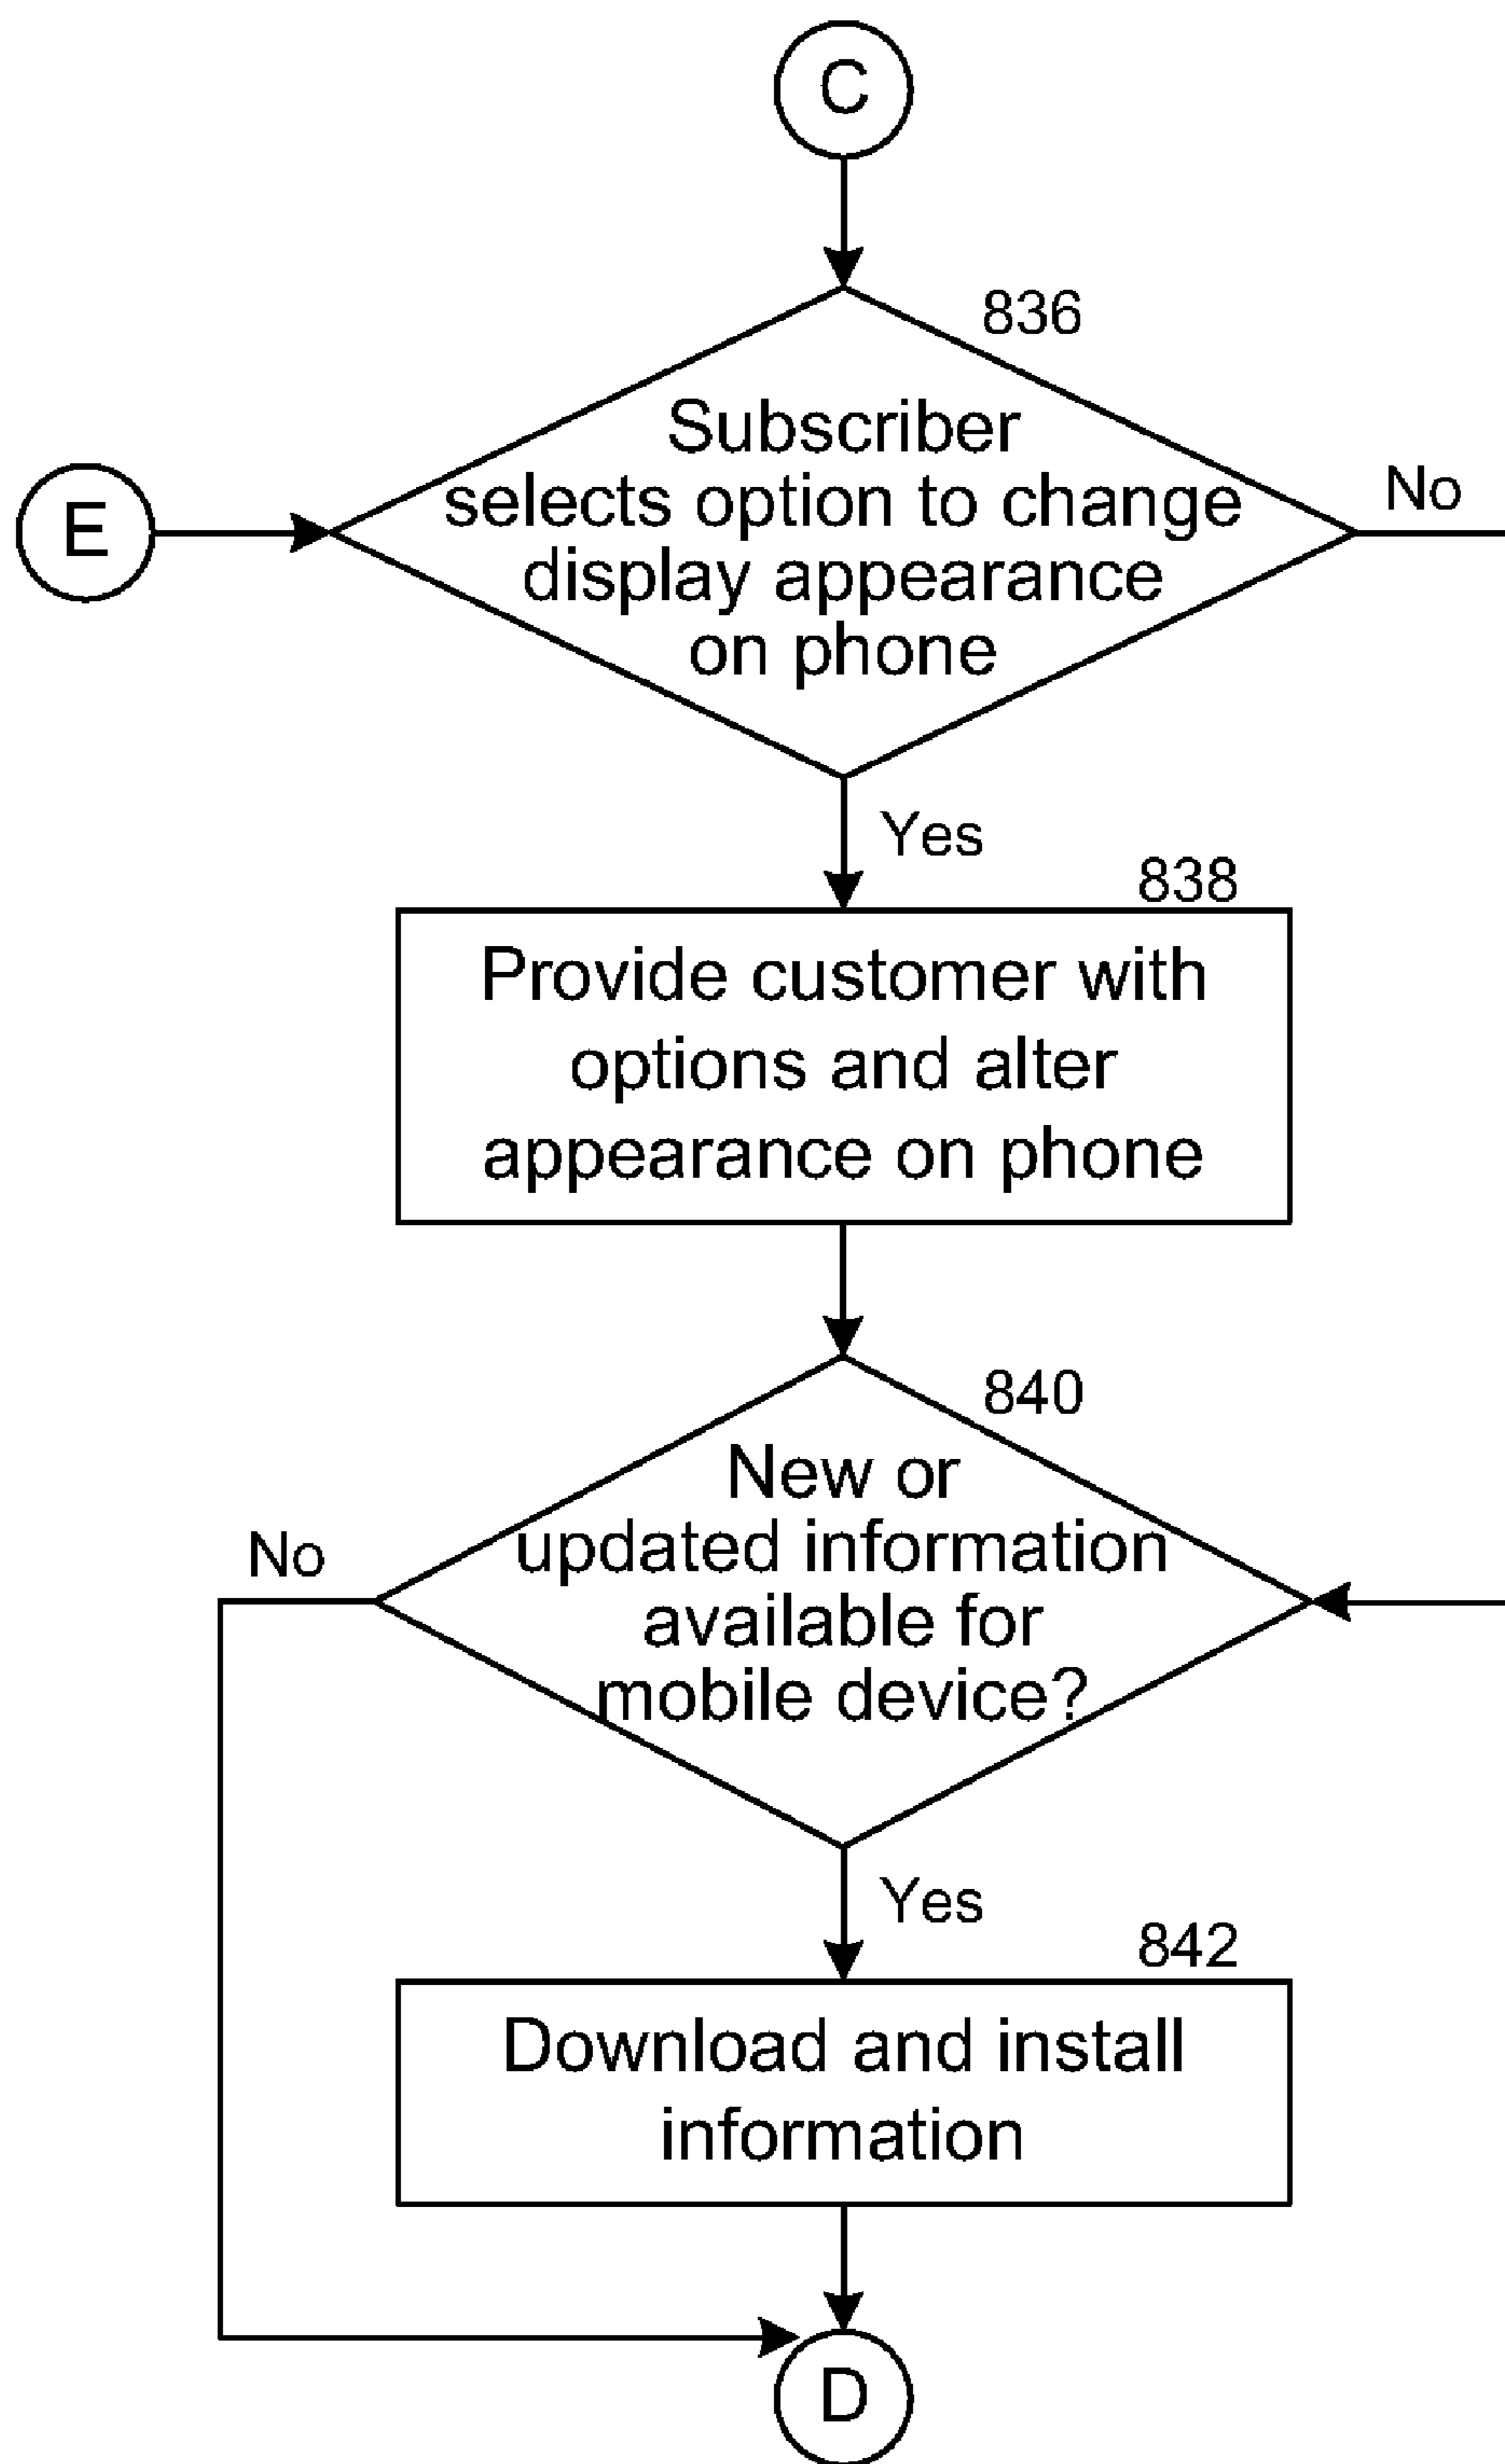 C
836
Subscriber
selects option to change
display appearance
on phone
E
No
Yes
838
Provide customer with
options and alter
appearance on phone
840
New or
updated information
available for
mobile device?
No
Yes
842
Download and install
information
D